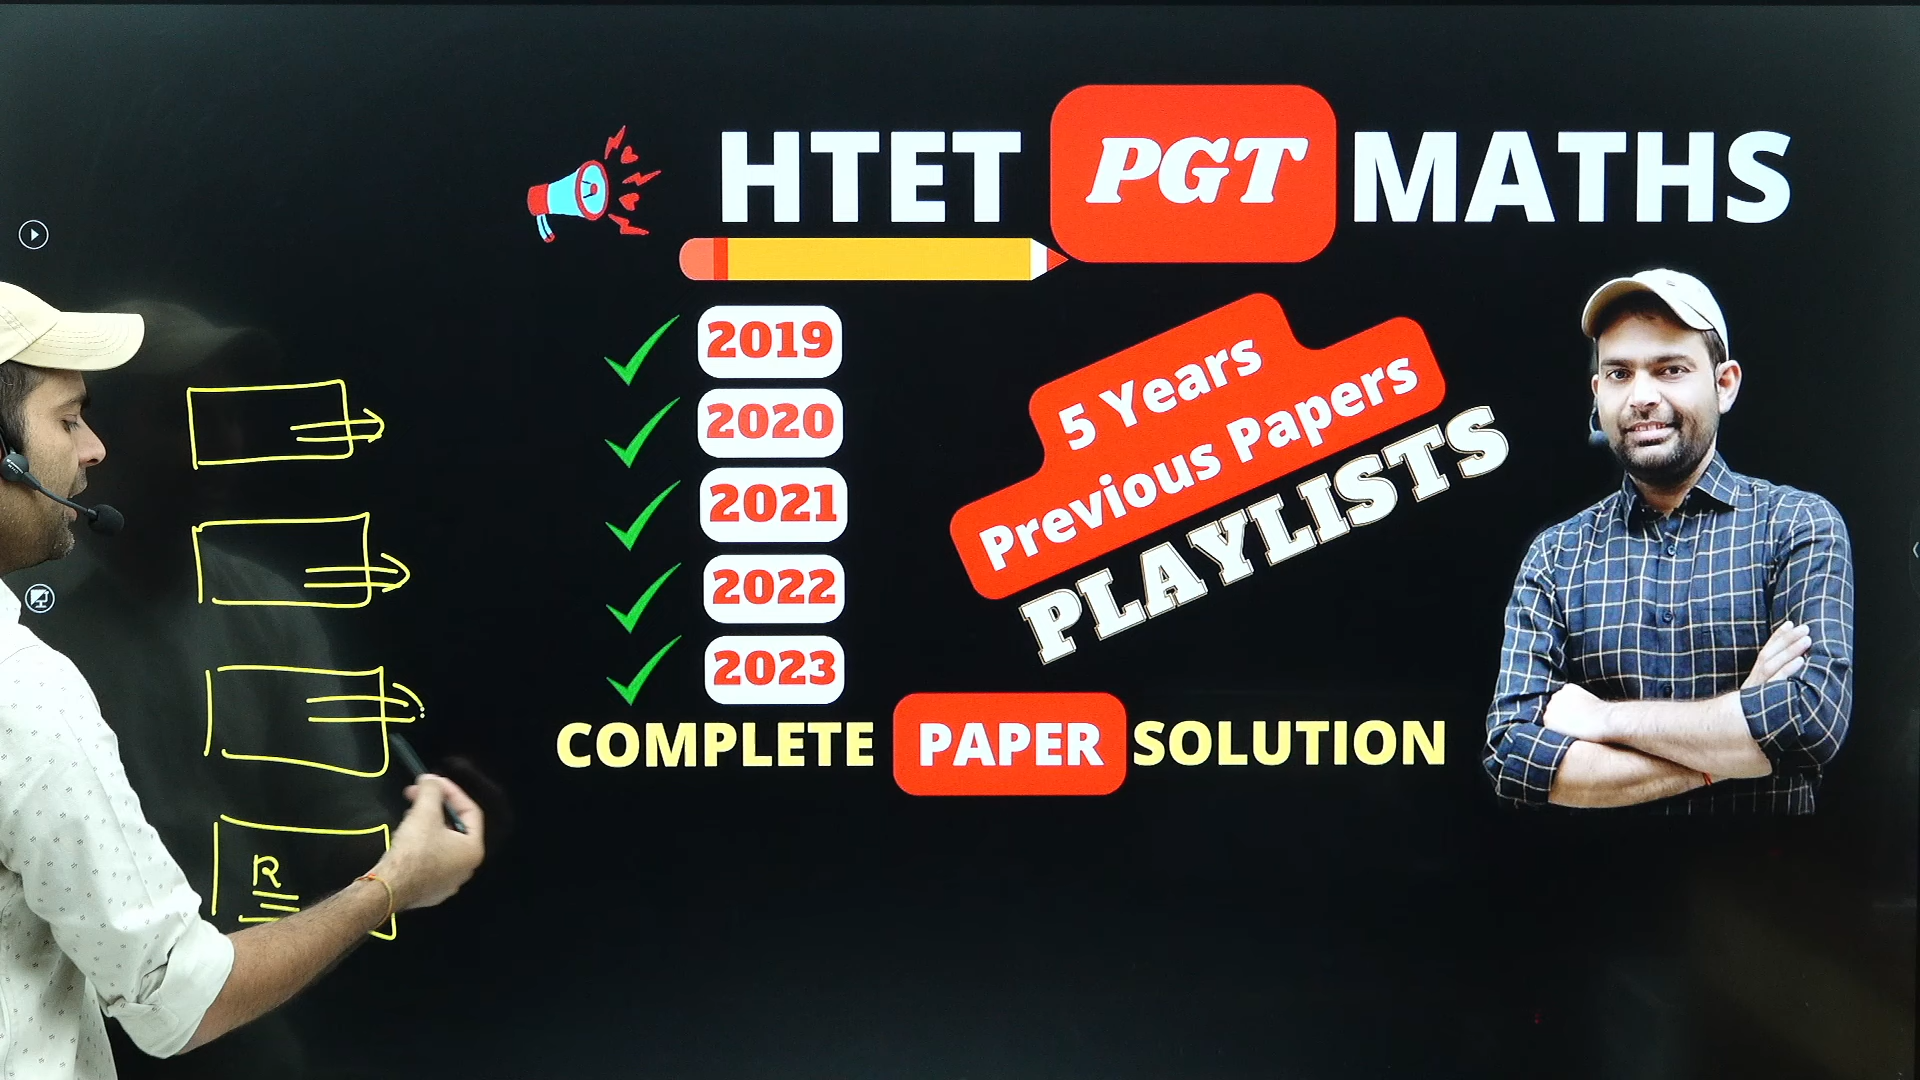 HTET PGT MATHS
2019
2020
2021
2022
2023
5 Years
Previous Papers
PLAYLISTS
COMPLETE PAPER SOLUTION
R